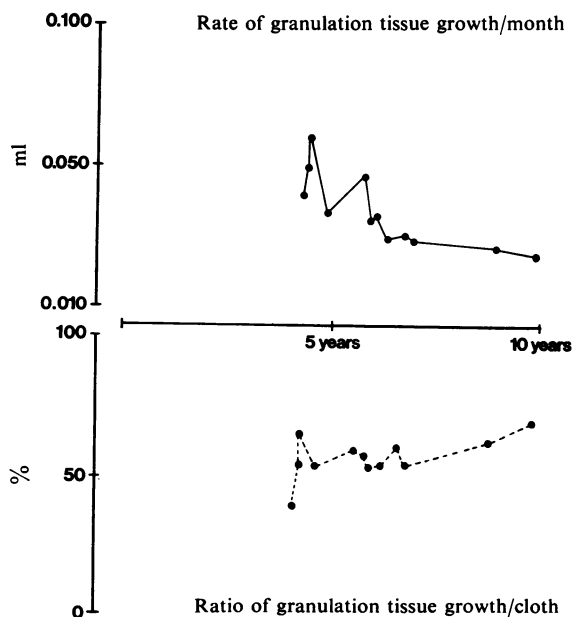 0.100
Rate of granulation tissue growth/month
ml
0.050
0.010
100
5 years
10 years
%
50
0
Ratio of granulation tissue growth/cloth